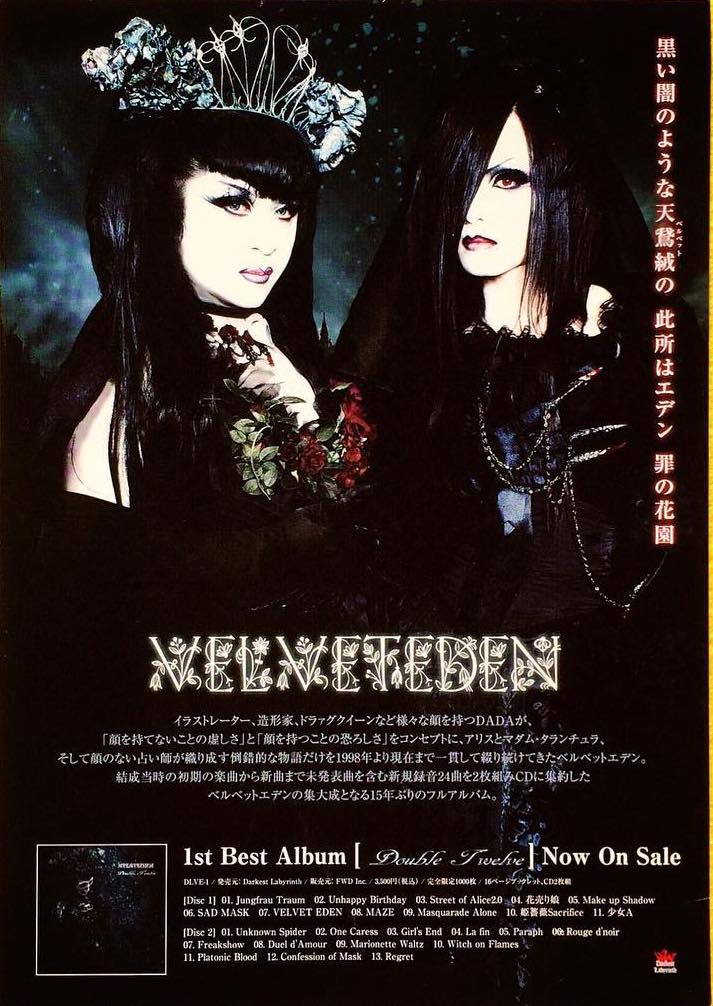 黒い闇のような天鵞絨の 此所はエデン 罪の花園
ベルベット
VELVET EDEN
イラストレーター、造形家、ドラァグクイーンなど様々な顔を持つDADAが、
「顔を持てないことの虚しさ」と「顔を持つことの恐ろしさ」をコンセプトに、アリスとマダム・タランチュラ、
そして顔のない占い師が織り成す倒錯的な物語だけを1998年より現在まで一貫して綴り続けてきたベルベットエデン。
結成当時の初期の楽曲から新曲まで未発表曲を含む新規録音24曲を2枚組みCDに集約した
ベルベットエデンの集大成となる15年ぶりのフルアルバム。
VELVET EDEN
Double Twelve
1st Best Album [ Double Twelve ] Now On Sale
DLVE-1 / 発売元: Darkest Labyrinth / 販売元: FWD Inc. / 3,500円(税込) / 完全限定1000枚 / 16ページブックレット、CD2枚組
[Disc 1] 01. Jungfrau Traum 02. Unhappy Birthday 03. Street of Alice2.0 04. 花売り娘 05. Make up Shadow
06. SAD MASK 07. VELVET EDEN 08. MAZE 09. Masquerade Alone 10. 姫薔薇Sacrifice 11. 少女A
[Disc 2] 01. Unknown Spider 02. One Caress 03. Girl's End 04. La fin 05. Paraph 06. Rouge d'noir
07. Freakshow 08. Duel d'Amour 09. Marionette Waltz 10. Witch on Flames
11. Platonic Blood 12. Confession of Mask 13. Regret
Darkest
Labyrinth